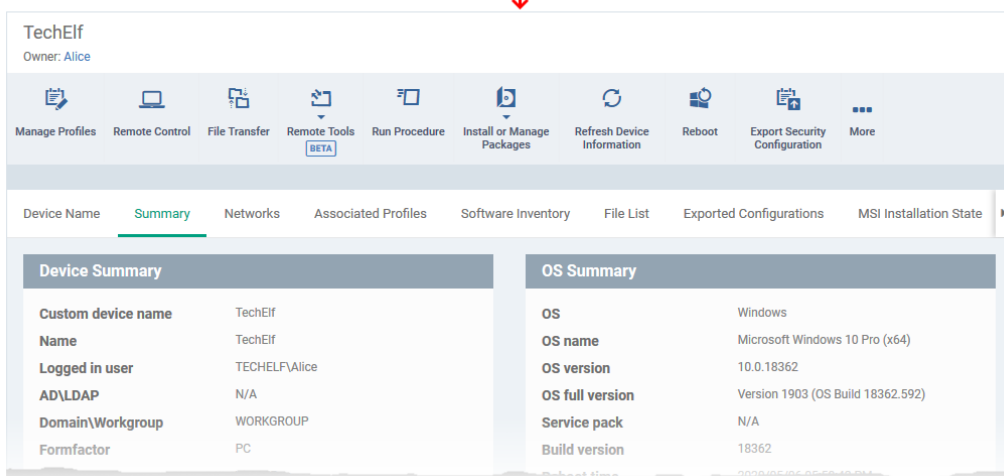 TechElf
Owner: Alice
Manage Profiles
Remote Control
File Transfer
Remote Tools
BETA
Run Procedure
Install or Manage
Packages
Refresh Device
Information
Reboot
Export Security
Configuration
More
Device Name
Summary
Networks
Associated Profiles
Software Inventory
File List
Exported Configurations
MSI Installation State
Device Summary
Custom device name TechElf
Name TechElf
Logged in user TECHELF\Alice
AD\LDAP N/A
Domain\Workgroup WORKGROUP
Formfactor PC
OS Summary
OS Windows
OS name Microsoft Windows 10 Pro (x64)
OS version 10.0.18362
OS full version Version 1903 (OS Build 18362.592)
Service pack N/A
Build version 18362